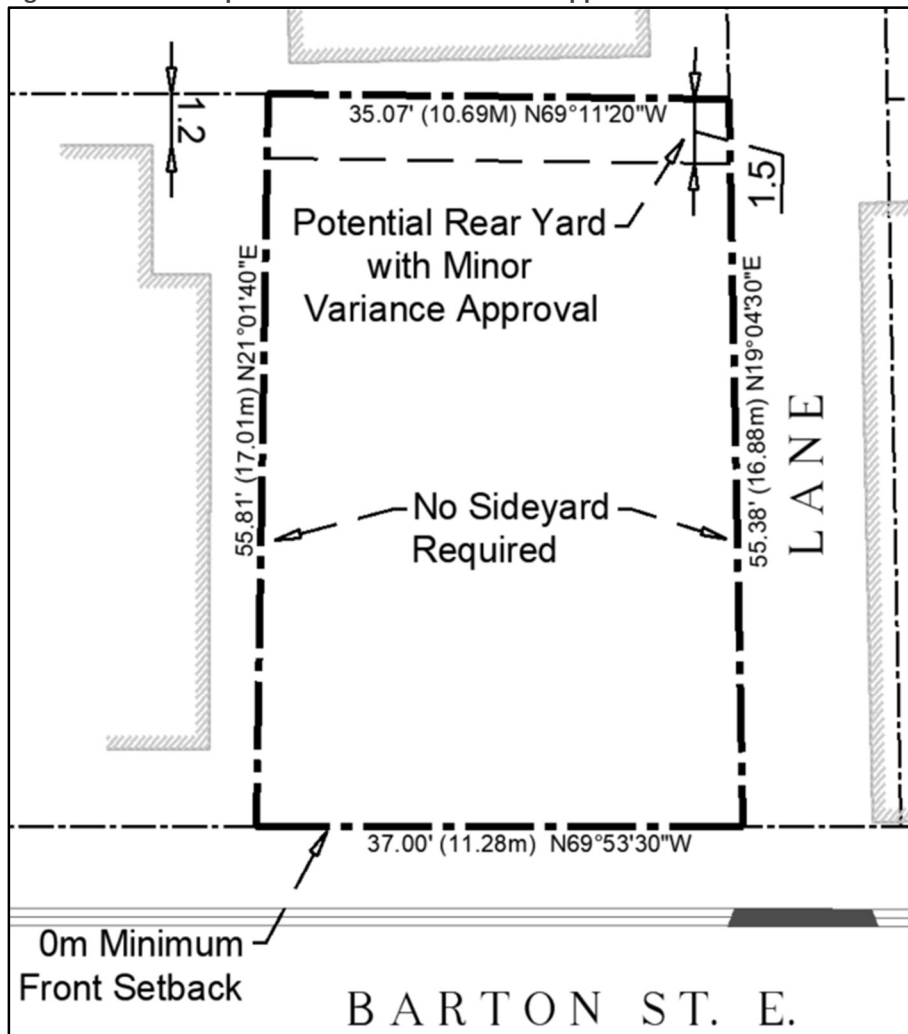 35.07' (10.69M) N69°11'20"W
1.2
1.5
Potential Rear Yard
with Minor
Variance Approval
55.81' (17.01m) N21°01'40"E
55.38' (16.88m) N19°04'30"E
LANE
No Sideyard
Required
37.00' (11.28m) N69°53'30"W
0m Minimum
Front Setback
BARTON ST. E.